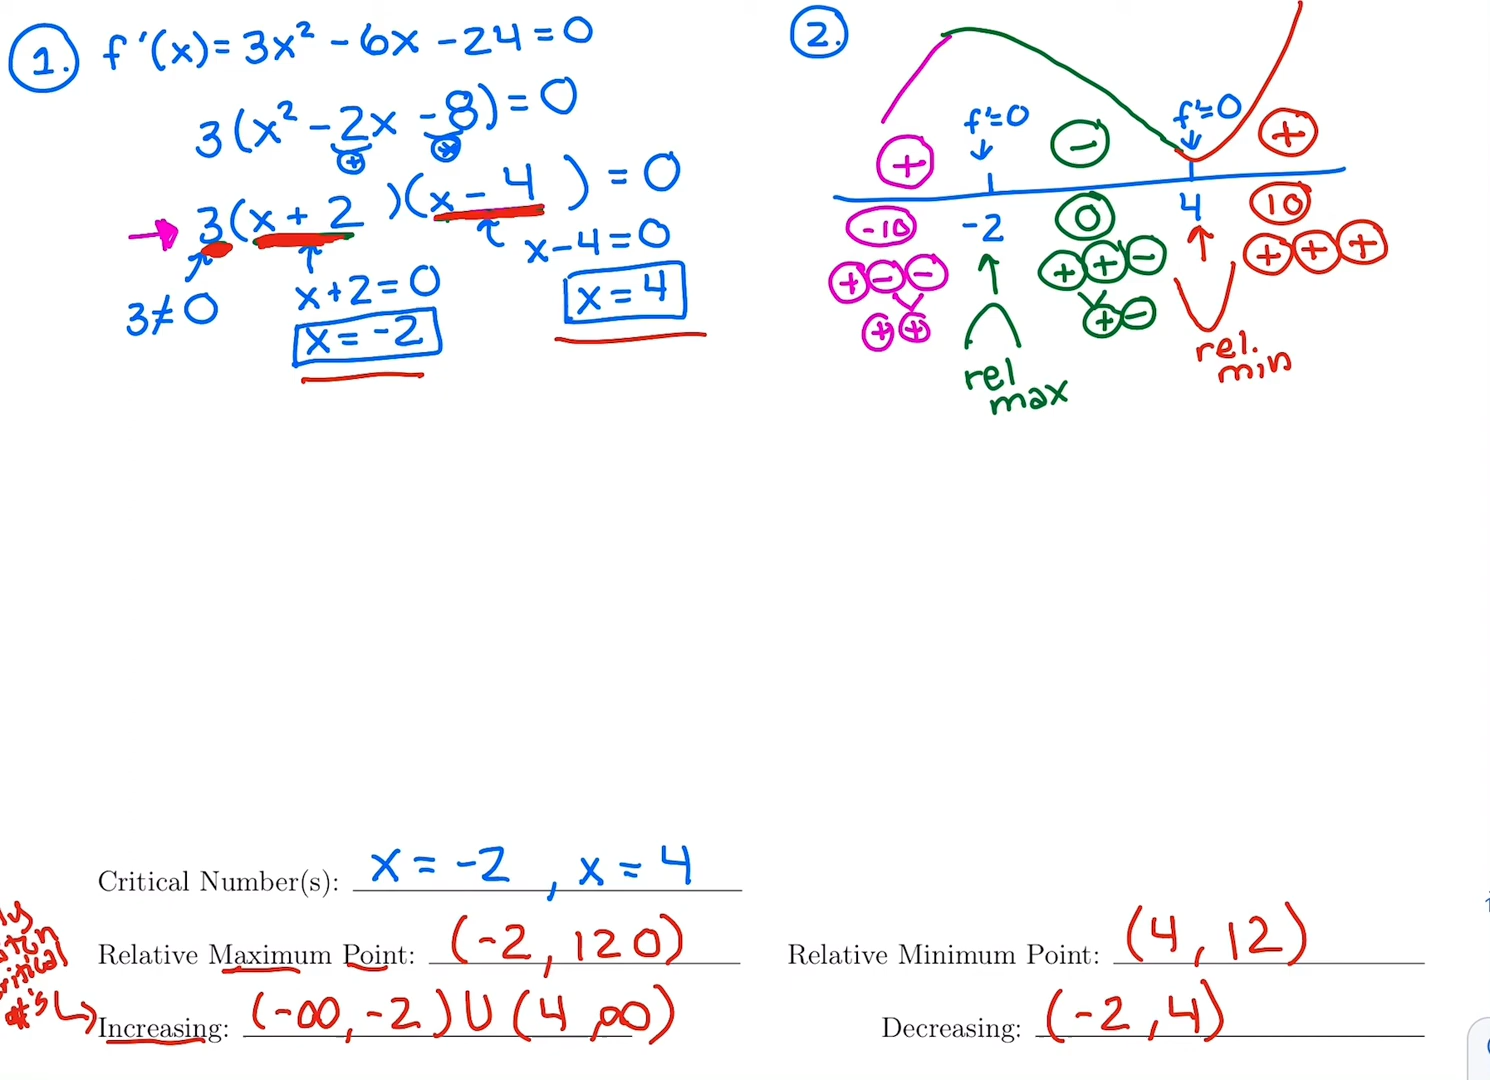 1. f'(x) = 3x² - 6x - 24 = 0
3(x² - 2x - 8) = 0
+ *
3(x + 2)(x - 4) = 0
3 ≠ 0
x + 2 = 0
x = -2
x - 4 = 0
x = 4
2.
f' = 0 f' = 0
+ - +
-2 4
-10 0 10
+ - - + + - + + +
+ + + -
rel max
rel. min
Critical Number(s): x = -2 , x = 4
Relative Maximum Point: (-2, 120) Relative Minimum Point: (4, 12)
#'s
Increasing: (-∞, -2) U (4, ∞) Decreasing: (-2, 4)